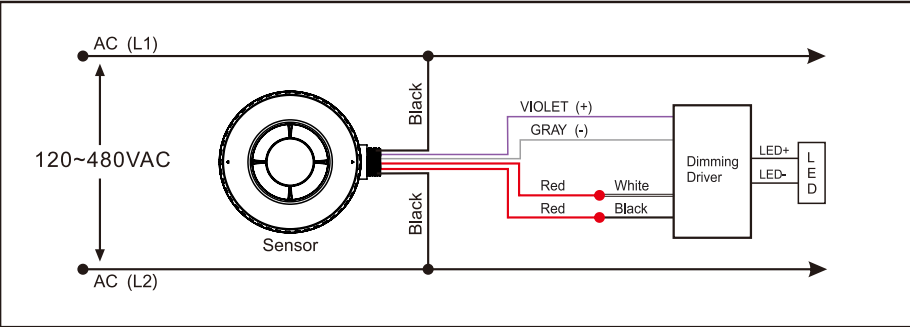 AC (L1)
Black
VIOLET (+)
GRAY (-)
120~480VAC
Dimming
Driver
LED+
LED-
L
E
D
Red
White
Red
Black
Black
Sensor
AC (L2)